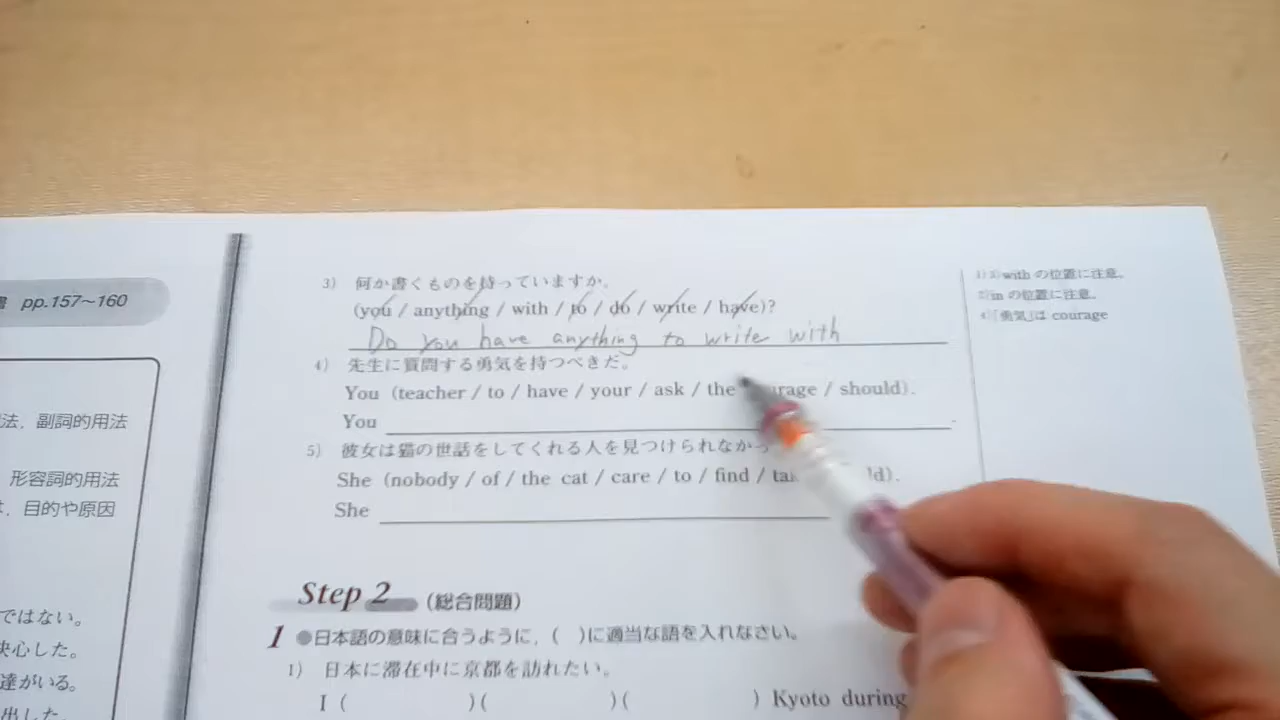 pp.157~160
法, 副詞的用法
形容詞的用法
, 目的や原因
ではない。
決心した。
達がいる。
出した。
3) 何か書くものを持っていますか。
(you / anything / with / to / do / write / have)?
Do you have anything to write with
4) 先生に質問する勇気を持つべきだ。
You (teacher / to / have / your / ask / the / should).
You .
5) 彼女は猫の世話をしてくれる人を見つけられなか
She (nobody / of / the cat / care / to / find /
She
Step 2 (総合問題)
1 ●日本語の意味に合うように, ( )に適当な語を入れなさい。
1) 日本に滞在中に京都を訪れたい。
I ( )( )( ) Kyoto during
with の位置に注意。
in の位置に注意。
「勇気」は courage